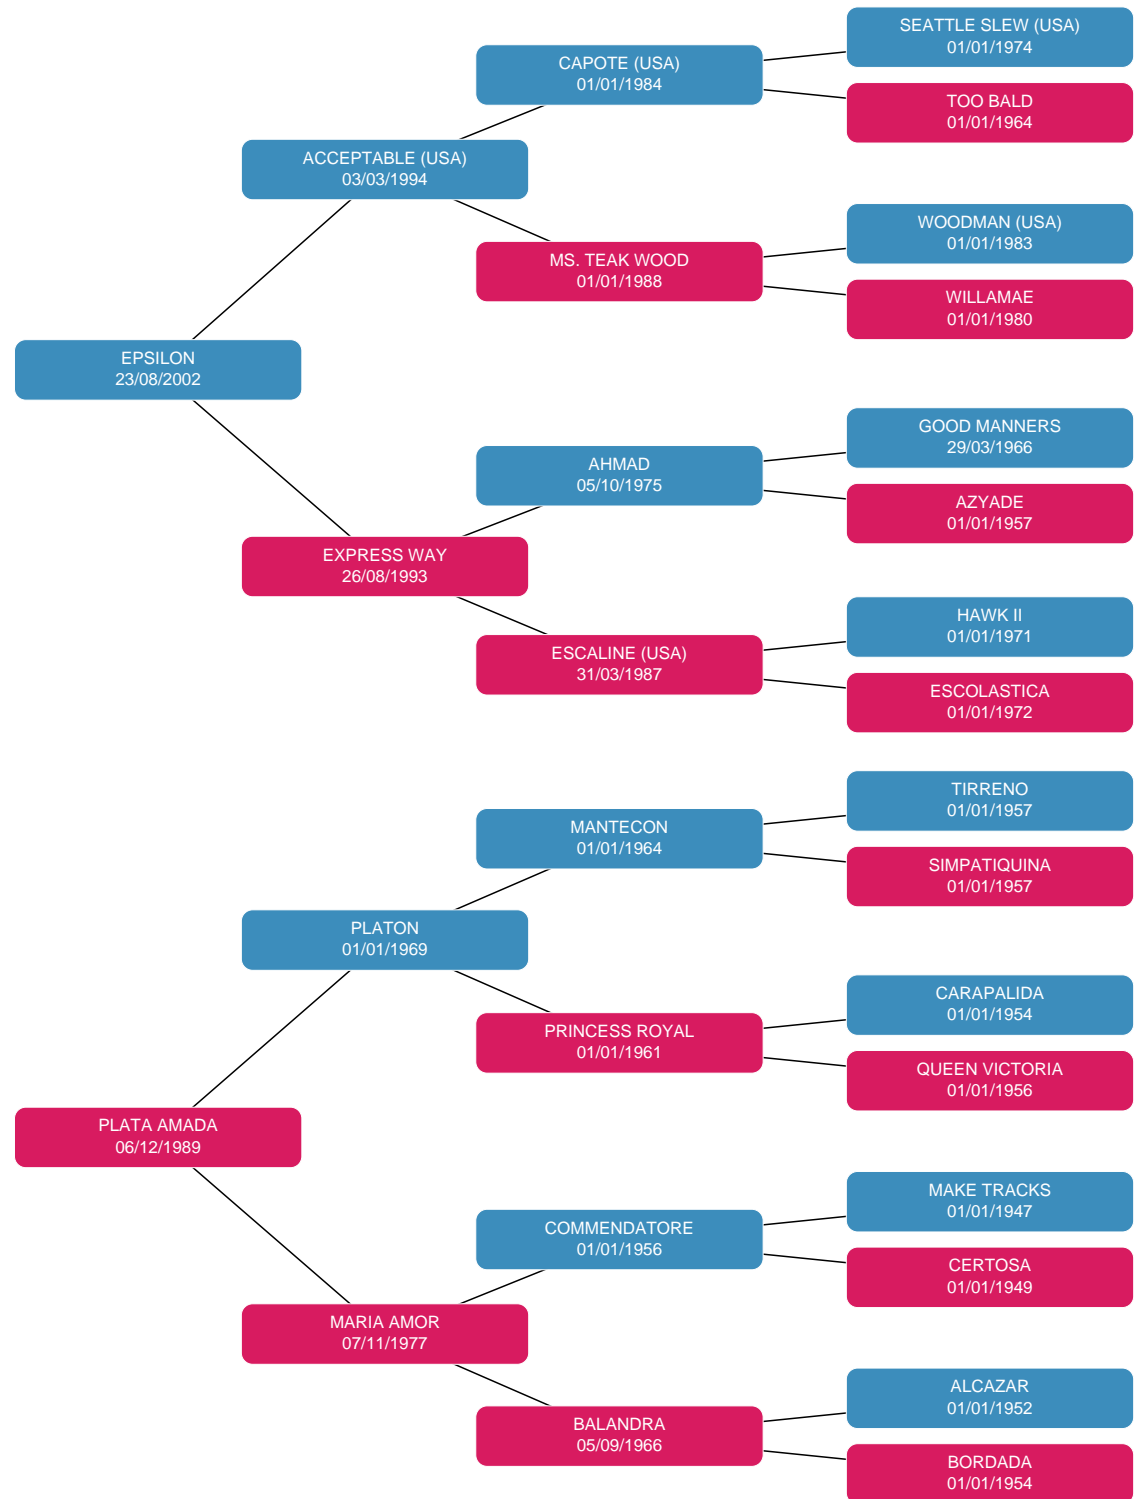 SEATTLE SLEW (USA)
01/01/1974
CAPOTE (USA)
01/01/1984
TOO BALD
01/01/1964
ACCEPTABLE (USA)
03/03/1994
WOODMAN (USA)
01/01/1983
MS. TEAK WOOD
01/01/1988
WILLAMAE
01/01/1980
EPSILON
23/08/2002
GOOD MANNERS
29/03/1966
AHMAD
05/10/1975
AZYADE
01/01/1957
EXPRESS WAY
26/08/1993
HAWK II
01/01/1971
ESCALINE (USA)
31/03/1987
ESCOLASTICA
01/01/1972
TIRRENO
01/01/1957
MANTECON
01/01/1964
SIMPATIQUINA
01/01/1957
PLATON
01/01/1969
CARAPALIDA
01/01/1954
PRINCESS ROYAL
01/01/1961
QUEEN VICTORIA
01/01/1956
PLATA AMADA
06/12/1989
MAKE TRACKS
01/01/1947
COMMENDATORE
01/01/1956
CERTOSA
01/01/1949
MARIA AMOR
07/11/1977
ALCAZAR
01/01/1952
BALANDRA
05/09/1966
BORDADA
01/01/1954